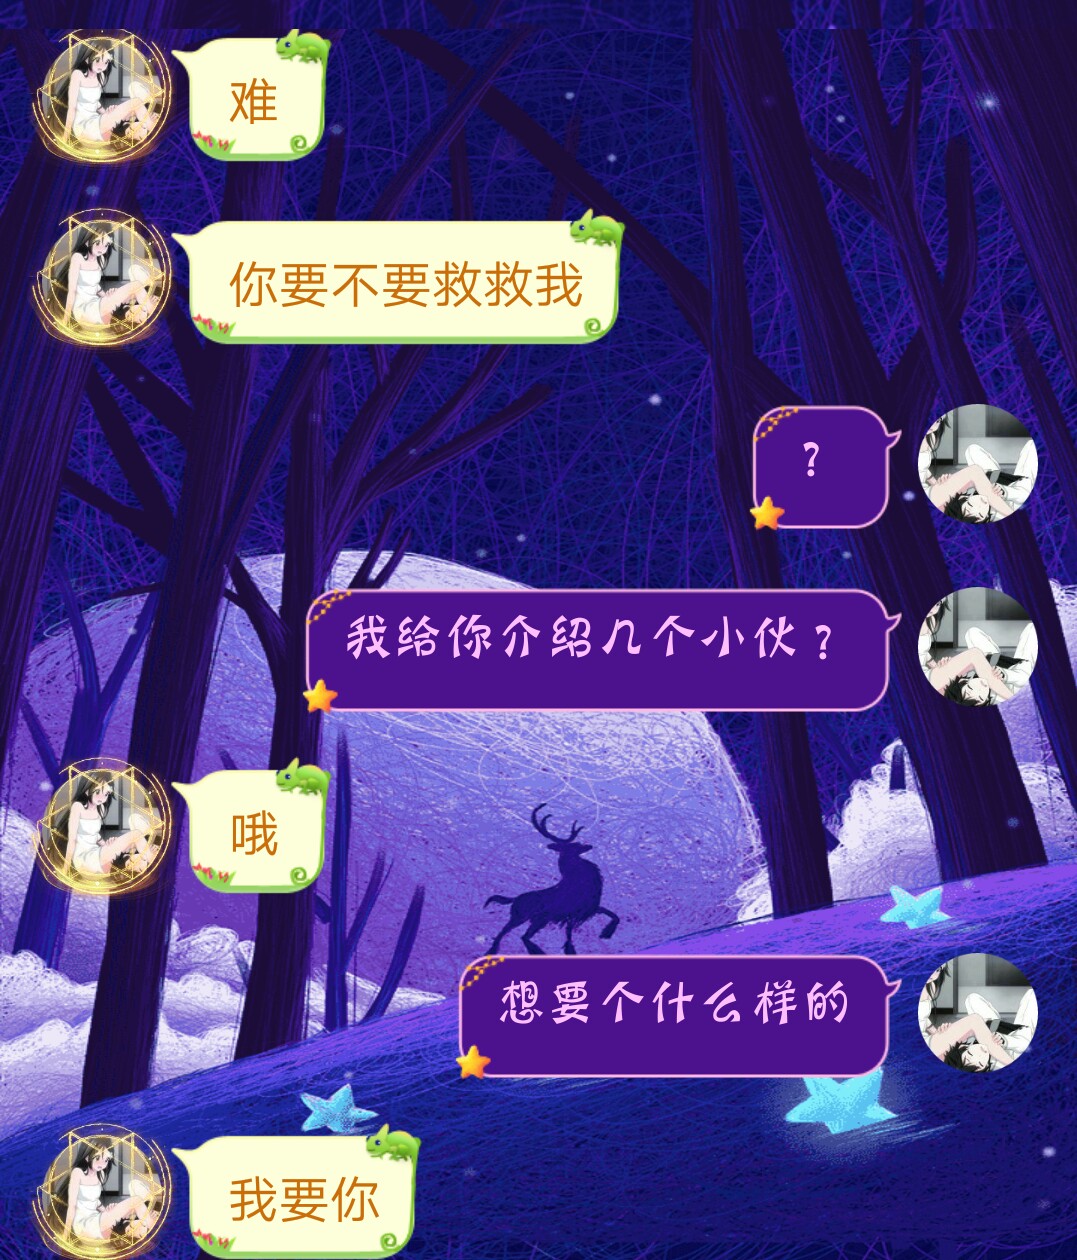 难
你要不要救救我
？
我给你介绍几个小伙？
哦
想要个什么样的
我要你